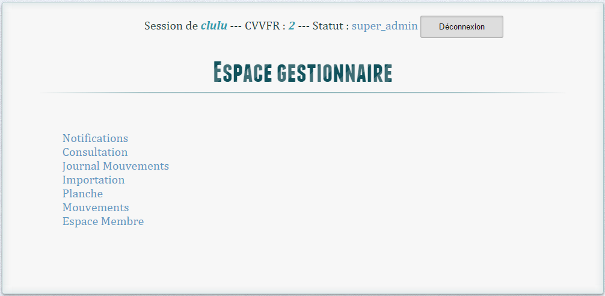 Session de clulu --- CVVFR : 2 --- Statut : super_admin Déconnexion
Espace gestionnaire
Notifications
Consultation
Journal Mouvements
Importation
Planche
Mouvements
Espace Membre